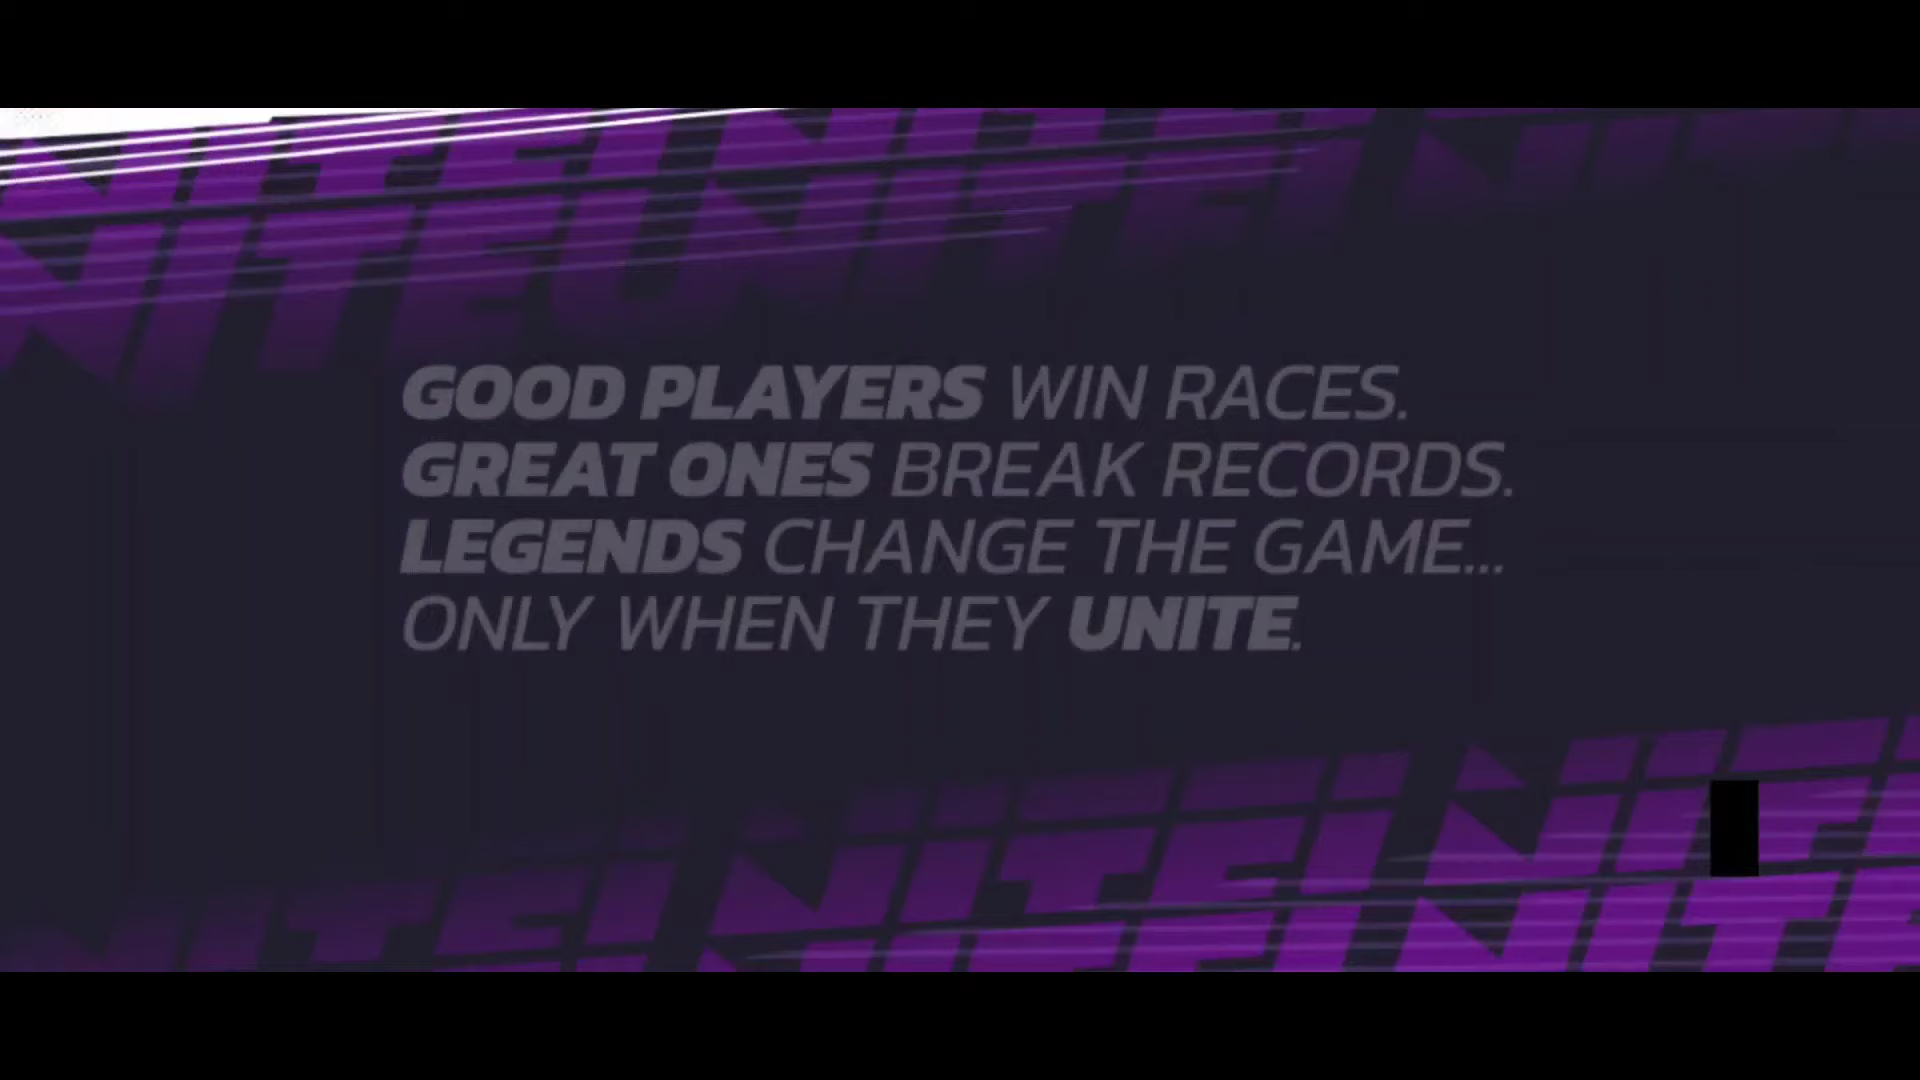 GOOD PLAYERS WIN RACES.
GREAT ONES BREAK RECORDS.
LEGENDS CHANGE THE GAME...
ONLY WHEN THEY UNITE.